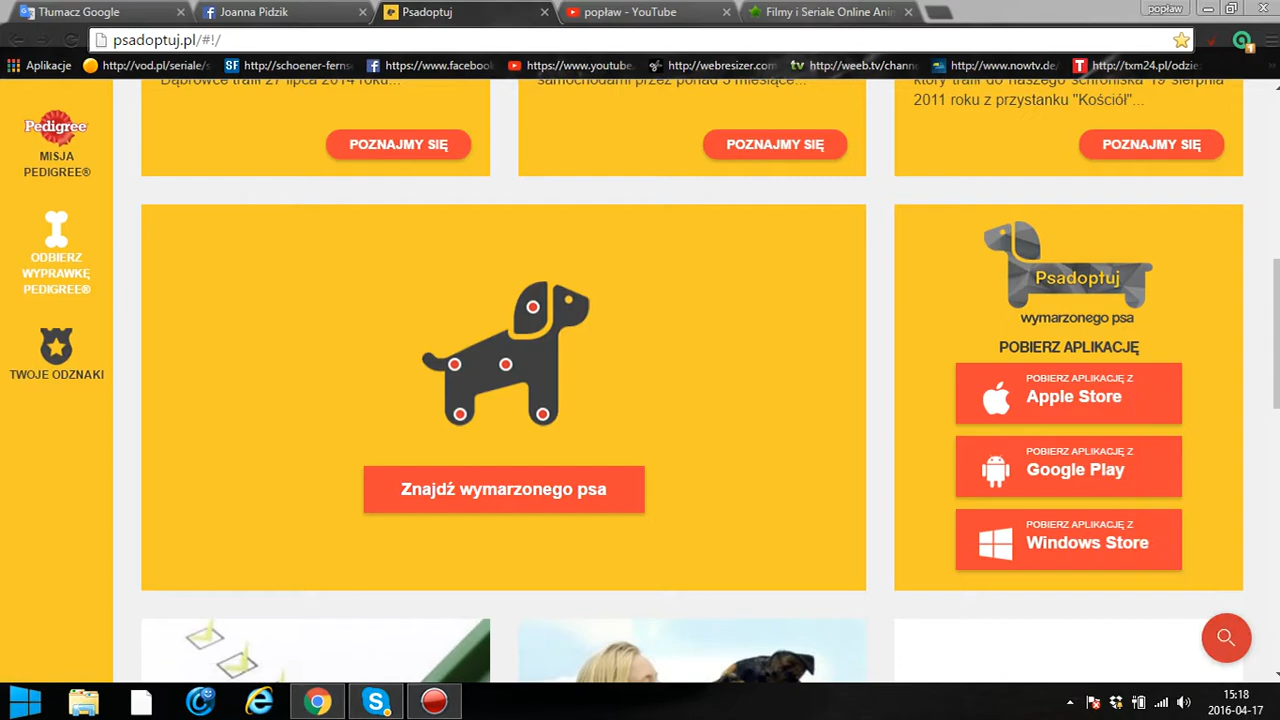 Tłumacz Google
Joanna Pidzik
Psadoptuj
popław - YouTube
Filmy i Seriale Online Ani
popław
psadoptuj.pl/#!/
Aplikacje
http://vod.pl/seriale/s
http://schoener-ferns
https://www.facebook
https://www.youtube.
http://webresizer.com
http://weeb.tv/chann
http://www.nowtv.de/
http://txm24.pl/odzie
Dąbrówce trafił 27 lipca 2014 roku...
samochodami przez ponad 3 miesiące...
który trafił do naszego schroniska 19 sierpnia
2011 roku z przystanku "Kościół"...
POZNAJMY SIĘ
POZNAJMY SIĘ
POZNAJMY SIĘ
Pedigree
MISJA
PEDIGREE®
ODBIERZ
WYPRAWKĘ
PEDIGREE®
TWOJE ODZNAKI
Znajdź wymarzonego psa
Psadoptuj
wymarzonego psa
POBIERZ APLIKACJĘ
POBIERZ APLIKACJĘ Z
Apple Store
POBIERZ APLIKACJĘ Z
Google Play
POBIERZ APLIKACJĘ Z
Windows Store
15:18
2016-04-17